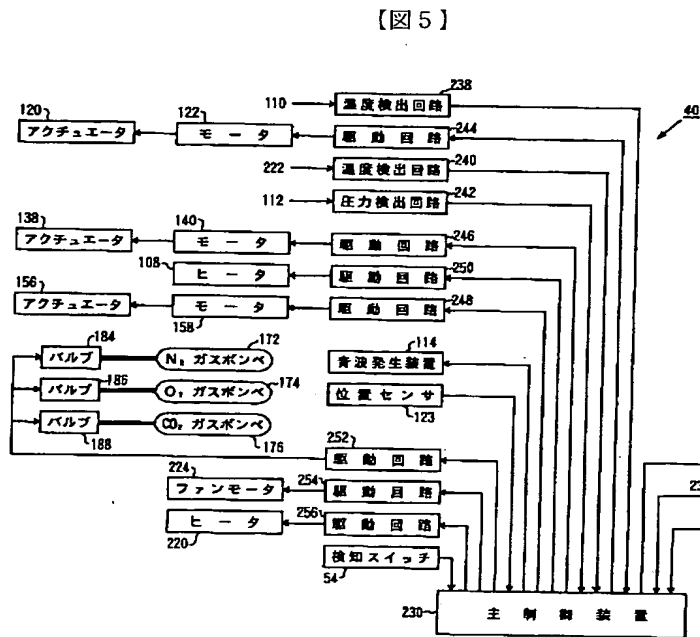 【図5】
238
110 温度検出回路
40
120 122 244
アクチュエータ モータ 駆動回路
240
222 温度検出回路
242
112 圧力検出回路
138 140 246
アクチュエータ モータ 駆動回路
108 250
ヒータ 駆動回路
156 248
アクチュエータ モータ 駆動回路
158
184 172 114
バルブ N₂ガスボンベ 音波発生装置
186 174
バルブ O₂ガスボンベ 位置センサ
123
バルブ CO₂ガスボンベ
188 176 252
駆動回路
224 254
ファンモータ 駆動回路
256
ヒータ 駆動回路
220
検知スイッチ
54
230 主制御装置